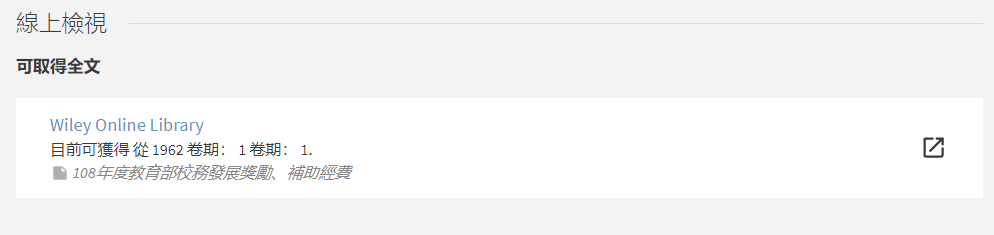 線上檢視
可取得全文
Wiley Online Library
目前可獲得 從 1962 卷期： 1 卷期： 1.
108年度教育部校務發展獎勵、補助經費